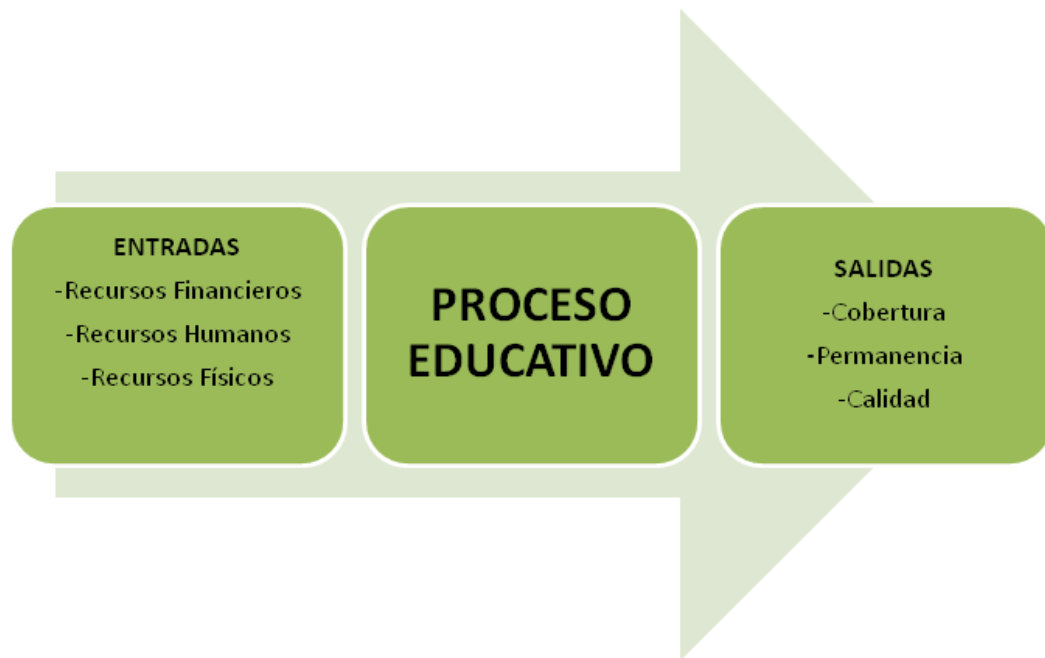 ENTRADAS
-Recursos Financieros
-Recursos Humanos
-Recursos Físicos
PROCESO
EDUCATIVO
SALIDAS
-Cobertura
-Permanencia
-Calidad